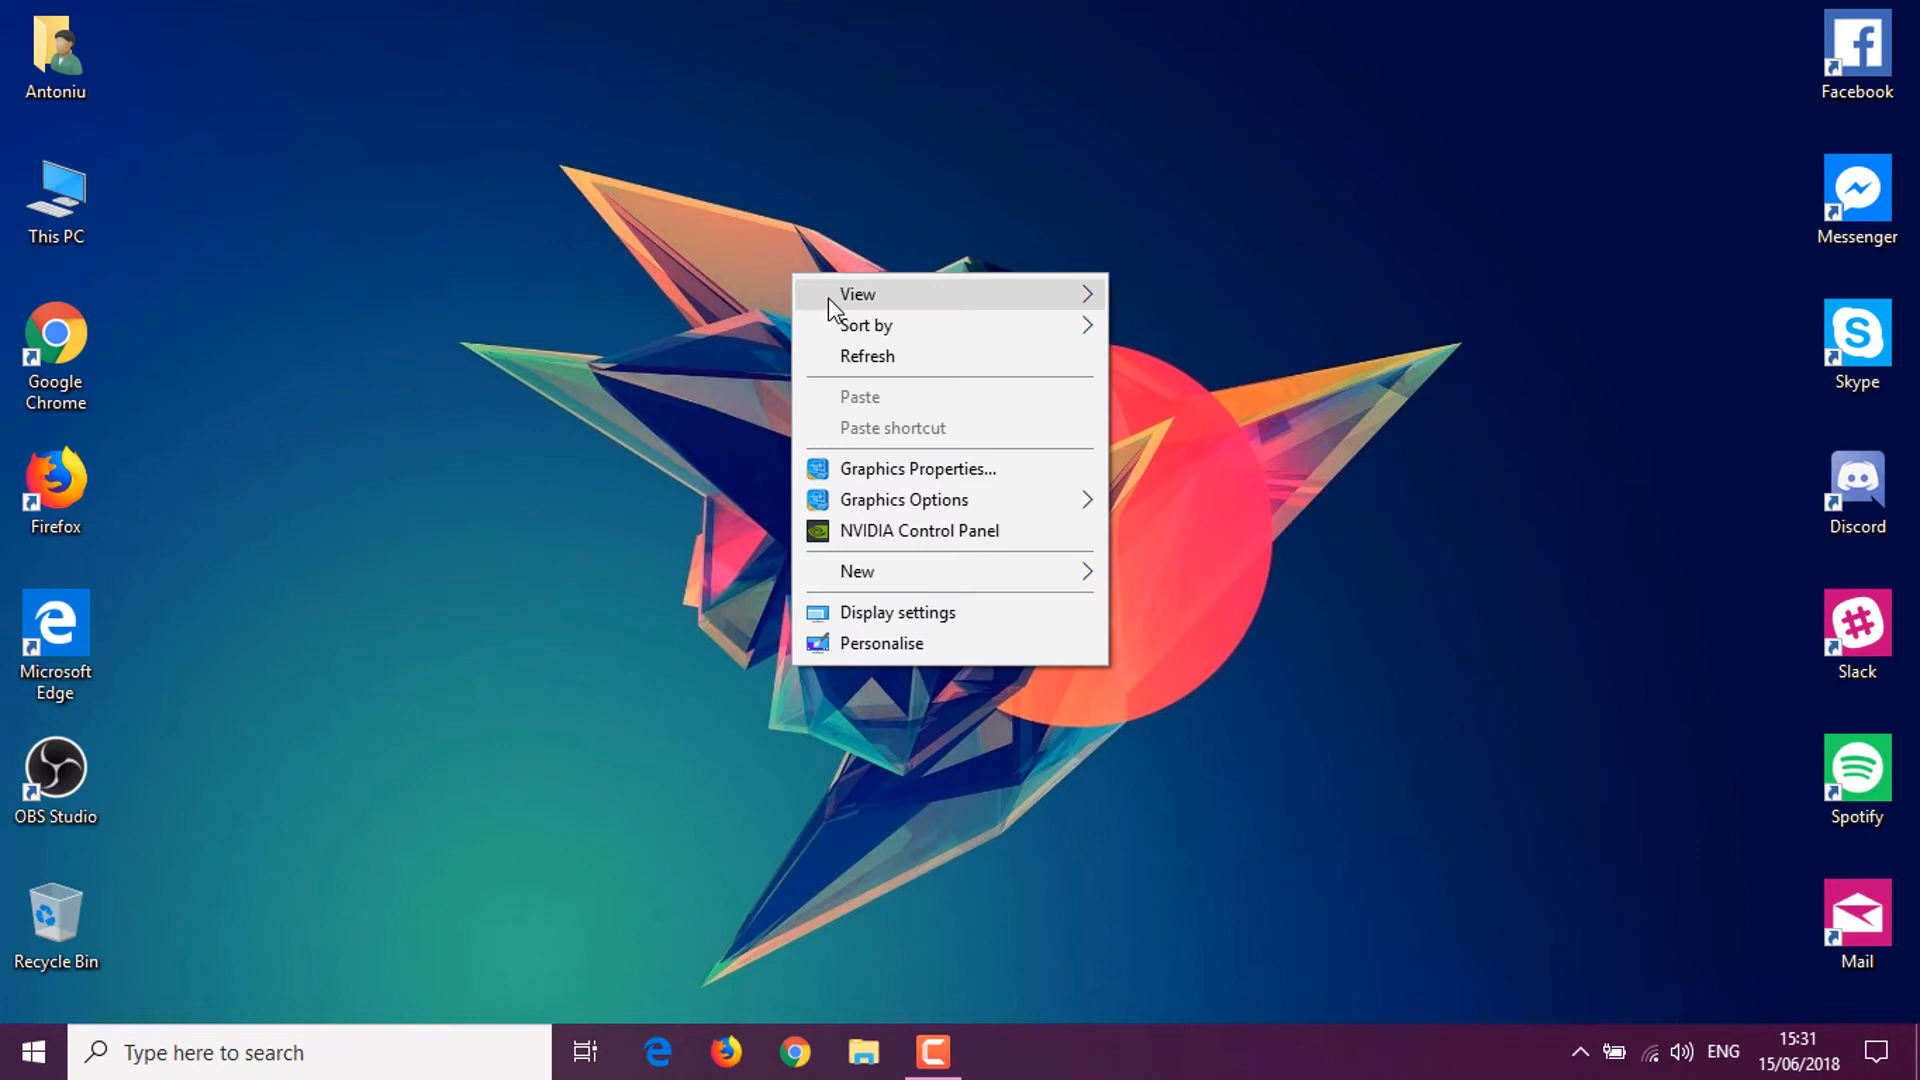 Antoniu
This PC
Google
Chrome
Firefox
Microsoft
Edge
OBS Studio
Recycle Bin
View
Sort by
Refresh
Paste
Paste shortcut
Graphics Properties...
Graphics Options
NVIDIA Control Panel
New
Display settings
Personalise
Facebook
Messenger
Skype
Discord
Slack
Spotify
Mail
Type here to search
ENG
15:31
15/06/2018